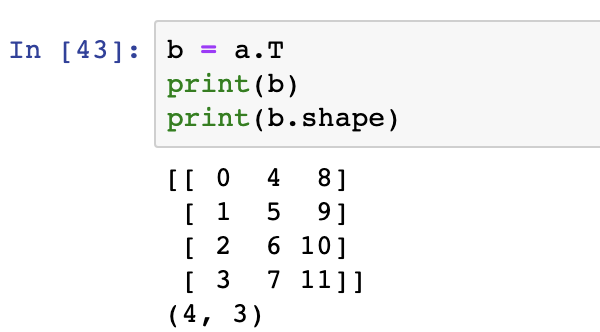 In [43]: b = a.T
print(b)
print(b.shape)
[[ 0  4  8]
 [ 1  5  9]
 [ 2  6 10]
 [ 3  7 11]]
(4, 3)